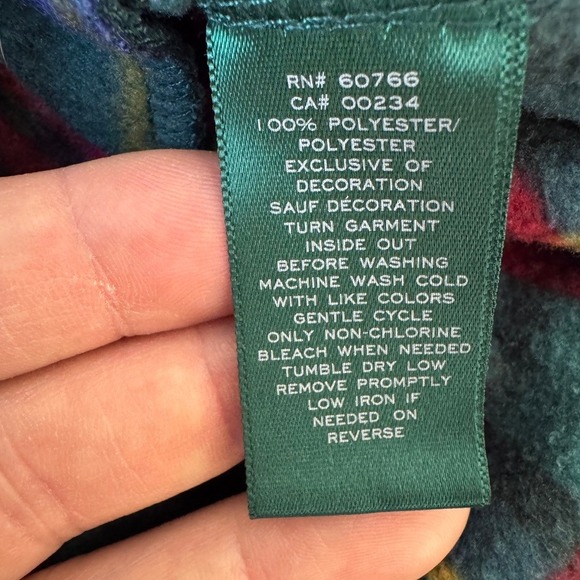 RN# 60766
CA# 00234
100% POLYESTER/
POLYESTER
EXCLUSIVE OF
DECORATION
SAUF DÉCORATION
TURN GARMENT
INSIDE OUT
BEFORE WASHING
MACHINE WASH COLD
WITH LIKE COLORS
GENTLE CYCLE
ONLY NON-CHLORINE
BLEACH WHEN NEEDED
TUMBLE DRY LOW
REMOVE PROMPTLY
LOW IRON IF
NEEDED ON
REVERSE